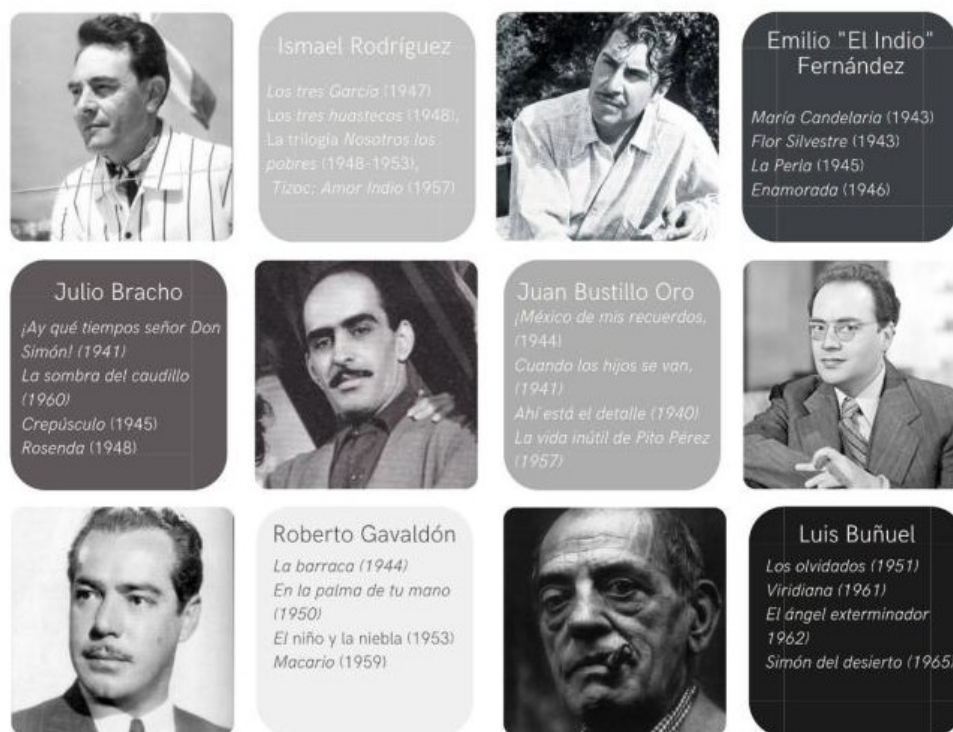 Ismael Rodríguez
Los tres García (1947)
Los tres huastecos (1948),
La trilogía Nosotros los
pobres (1948-1953),
Tizoc: Amor Indio (1957)
Emilio "El Indio"
Fernández
María Candelaria (1943)
Flor Silvestre (1943)
La Perla (1945)
Enamorada (1946)
Julio Bracho
¡Ay qué tiempos señor Don
Simón! (1941)
La sombra del caudillo
(1960)
Crepúsculo (1945)
Rosenda (1948)
Juan Bustillo Oro
¡México de mis recuerdos,
(1944)
Cuando los hijos se van,
(1941)
Ahí está el detalle (1940)
La vida inútil de Pito Pérez
(1957)
Roberto Gavaldón
La barraca (1944)
En la palma de tu mano
(1950)
El niño y la niebla (1953)
Macario (1959)
Luis Buñuel
Los olvidados (1951)
Viridiana (1961)
El ángel exterminador
1962)
Simón del desierto (1965)